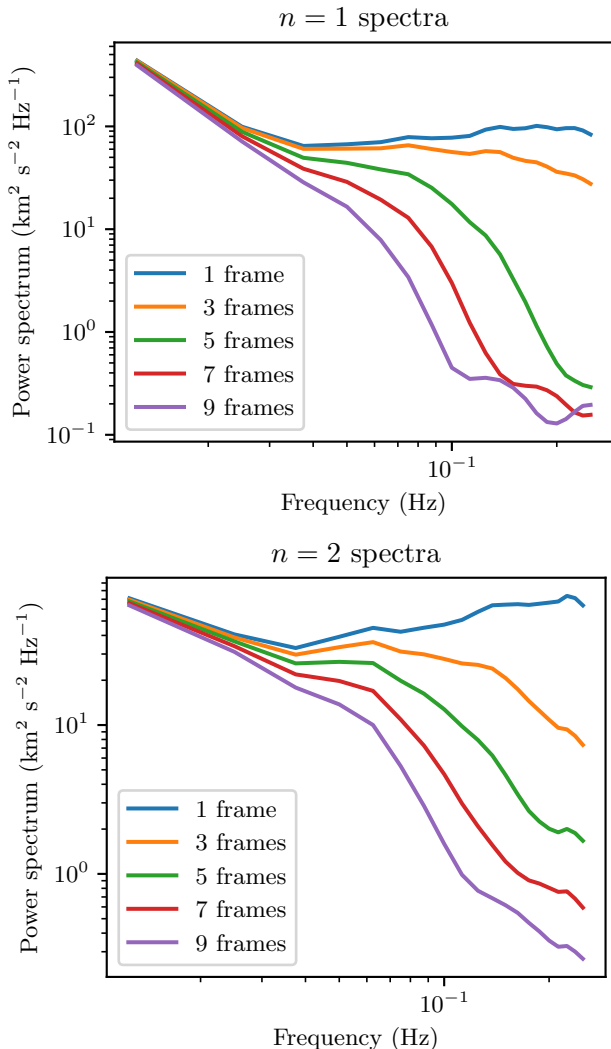 n = 1 spectra
Power spectrum (km² s⁻² Hz⁻¹)
10²
10¹
10⁰
10⁻¹
1 frame
3 frames
5 frames
7 frames
9 frames
10⁻¹
Frequency (Hz)
n = 2 spectra
Power spectrum (km² s⁻² Hz⁻¹)
10¹
10⁰
1 frame
3 frames
5 frames
7 frames
9 frames
10⁻¹
Frequency (Hz)